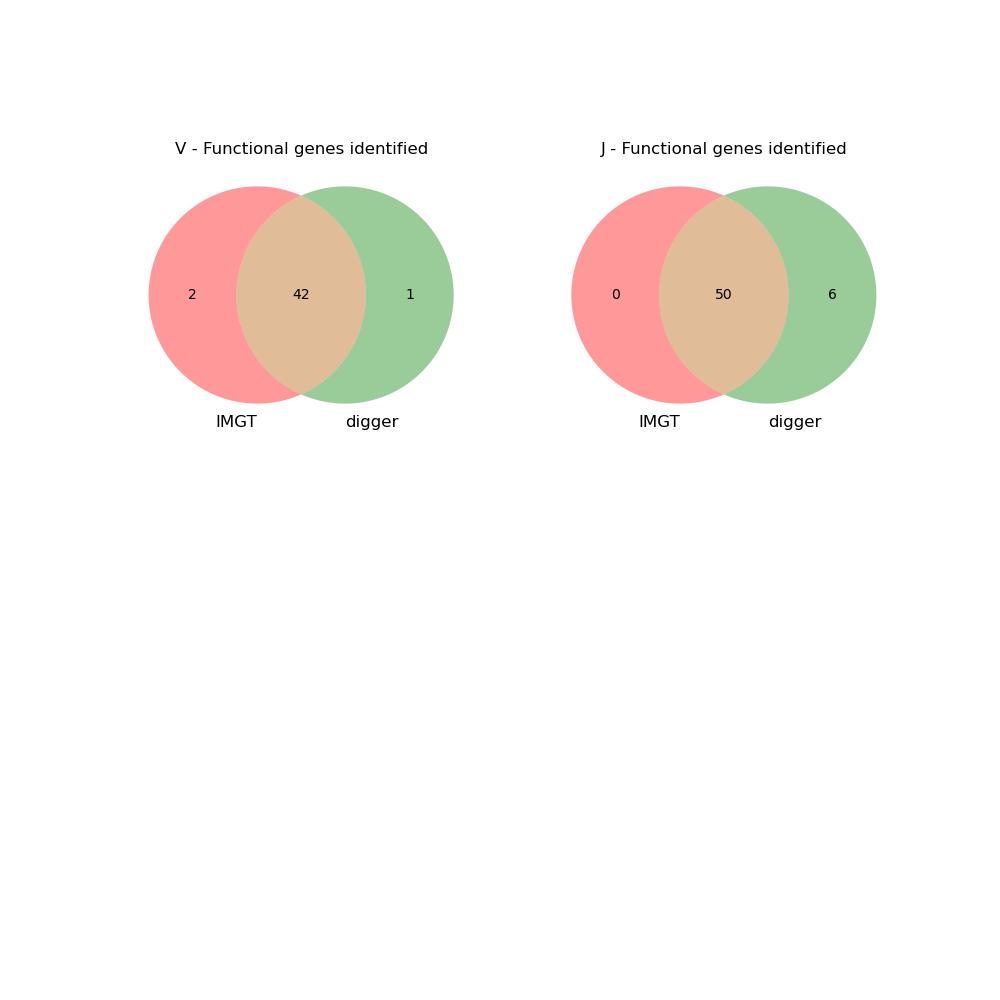 V - Functional genes identified
2
42
1
IMGT
digger
J - Functional genes identified
0
50
6
IMGT
digger